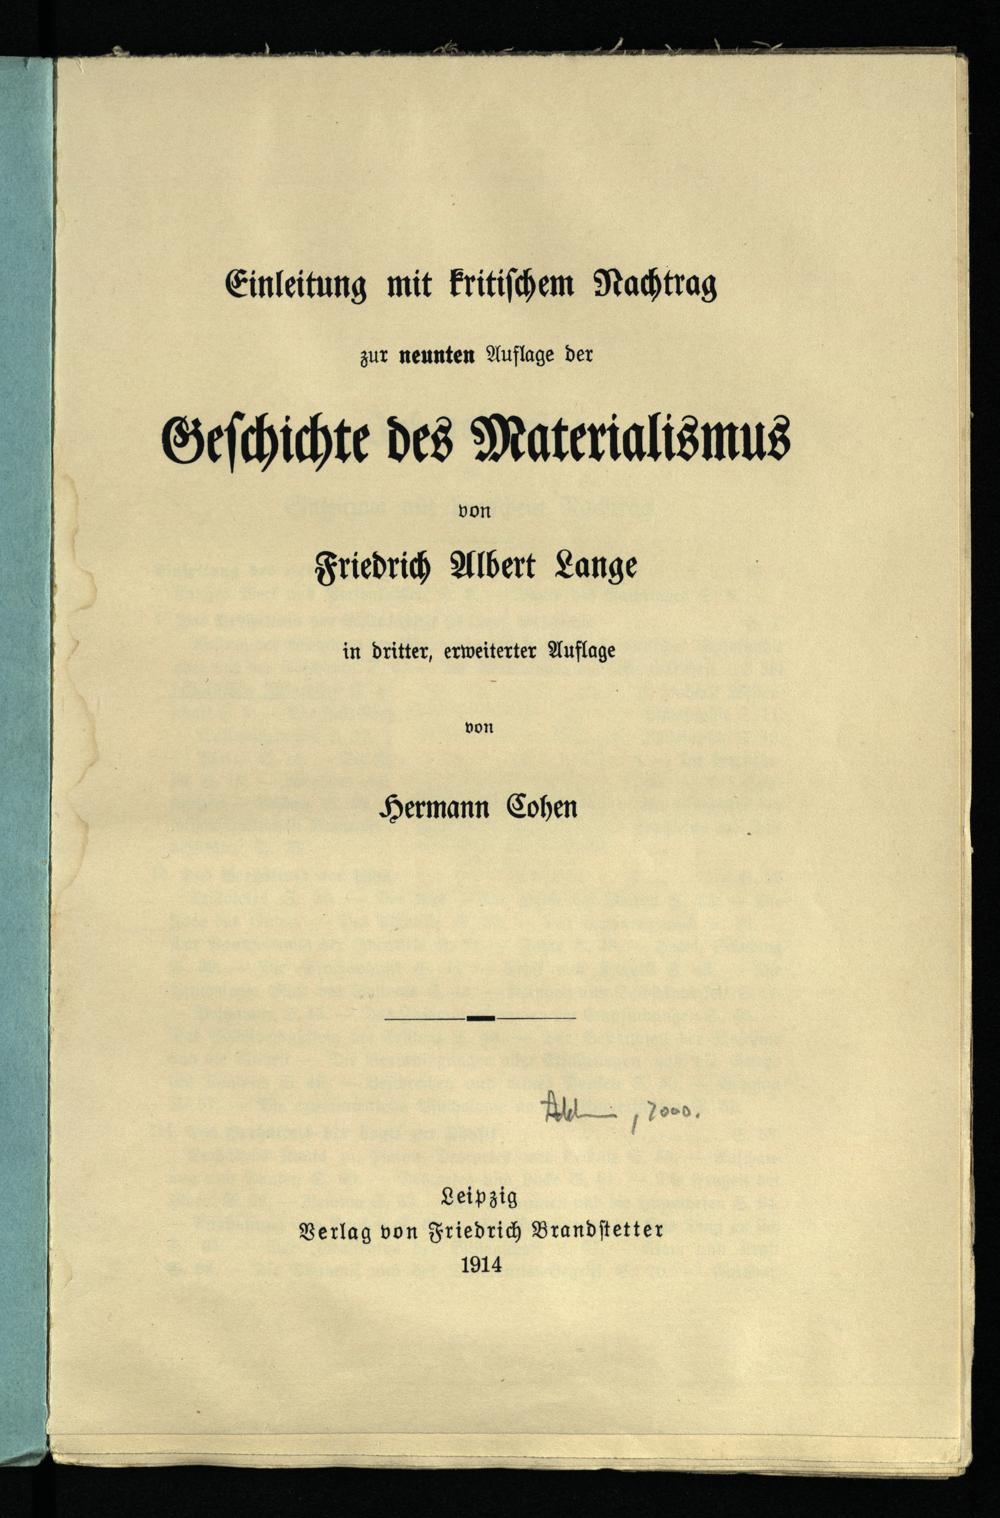 Einleitung mit kritischem Nachtrag
zur neunten Auflage der
Geschichte des Materialismus
von
Friedrich Albert Lange
in dritter, erweiterter Auflage
von
Hermann Cohen
, 2000.
Leipzig
Verlag von Friedrich Brandstetter
1914